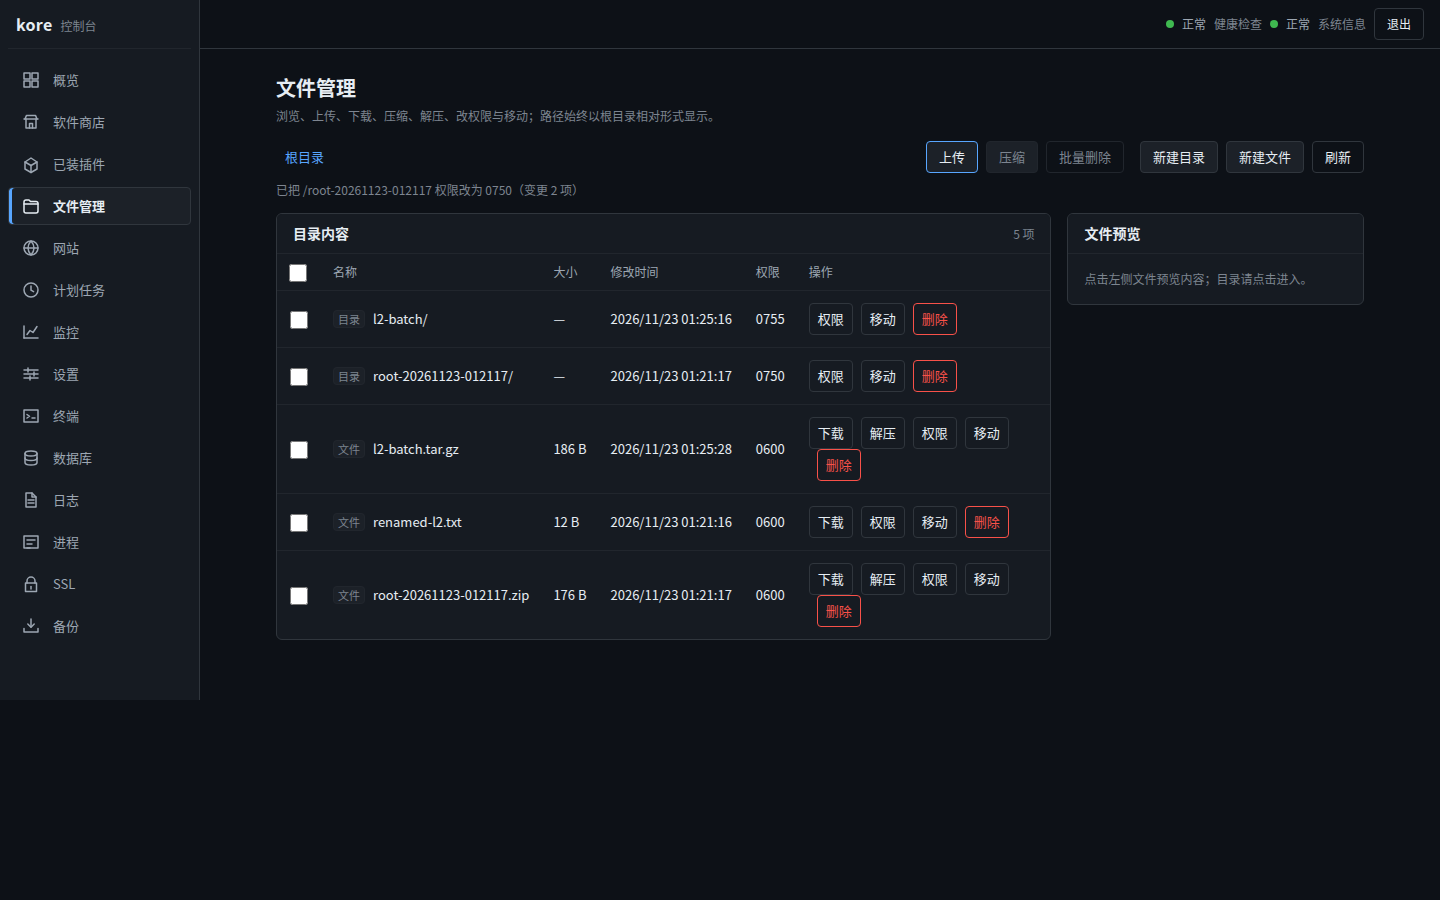 kore 控制台
正常 健康检查 正常 系统信息 退出
概览
软件商店
已装插件
文件管理
网站
计划任务
监控
设置
终端
数据库
日志
进程
SSL
备份
文件管理
浏览、上传、下载、压缩、解压、改权限与移动；路径始终以根目录相对形式显示。
根目录 上传 压缩 批量删除 新建目录 新建文件 刷新
已把 /root-20261123-012117 权限改为 0750（变更 2 项）
目录内容 5 项
名称 大小 修改时间 权限 操作
目录 l2-batch/ — 2026/11/23 01:25:16 0755 权限 移动 删除
目录 root-20261123-012117/ — 2026/11/23 01:21:17 0750 权限 移动 删除
文件 l2-batch.tar.gz 186 B 2026/11/23 01:25:28 0600 下载 解压 权限 移动
删除
文件 renamed-l2.txt 12 B 2026/11/23 01:21:16 0600 下载 权限 移动 删除
文件 root-20261123-012117.zip 176 B 2026/11/23 01:21:17 0600 下载 解压 权限 移动
删除
文件预览
点击左侧文件预览内容；目录请点击进入。